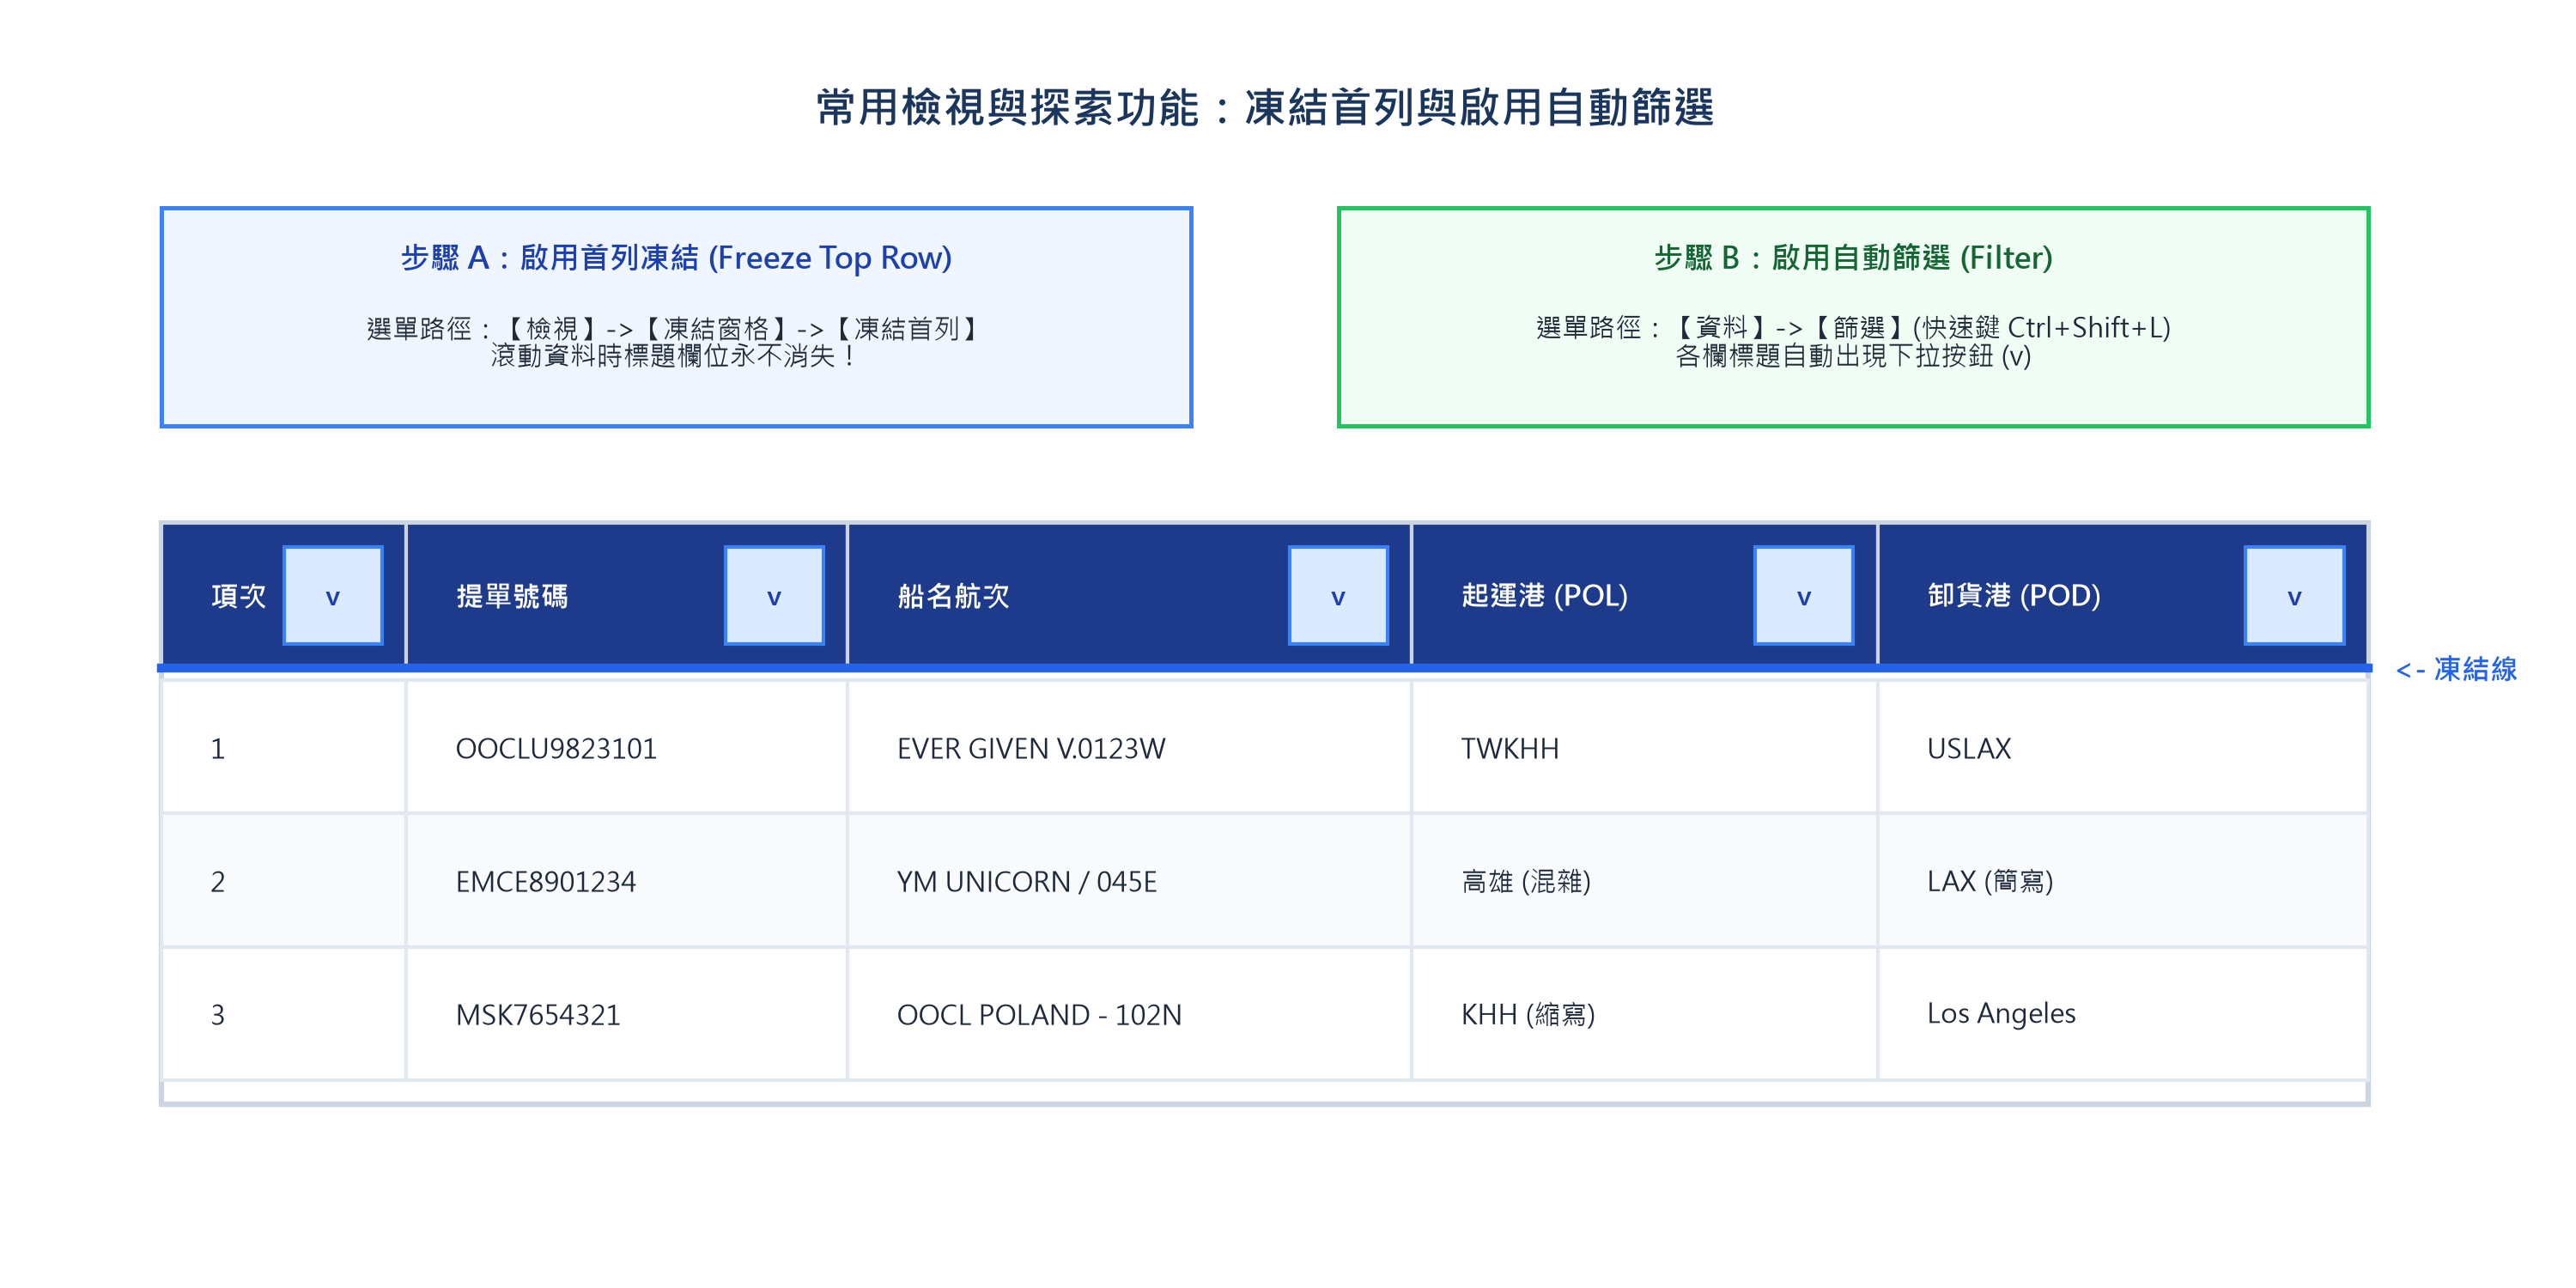 常用檢視與探索功能：凍結首列與啟用自動篩選
步驟 A：啟用首列凍結 (Freeze Top Row)
選單路徑：【檢視】->【凍結窗格】->【凍結首列】
滾動資料時標題欄位永不消失！
步驟 B：啟用自動篩選 (Filter)
選單路徑：【資料】->【篩選】(快速鍵 Ctrl+Shift+L)
各欄標題自動出現下拉按鈕 (v)
項次 v 提單號碼 v 船名航次 v 起運港 (POL) v 卸貨港 (POD) v
<- 凍結線
1 OOCLU9823101 EVER GIVEN V.0123W TWKHH USLAX
2 EMCE8901234 YM UNICORN / 045E 高雄 (混雜) LAX (簡寫)
3 MSK7654321 OOCL POLAND - 102N KHH (縮寫) Los Angeles